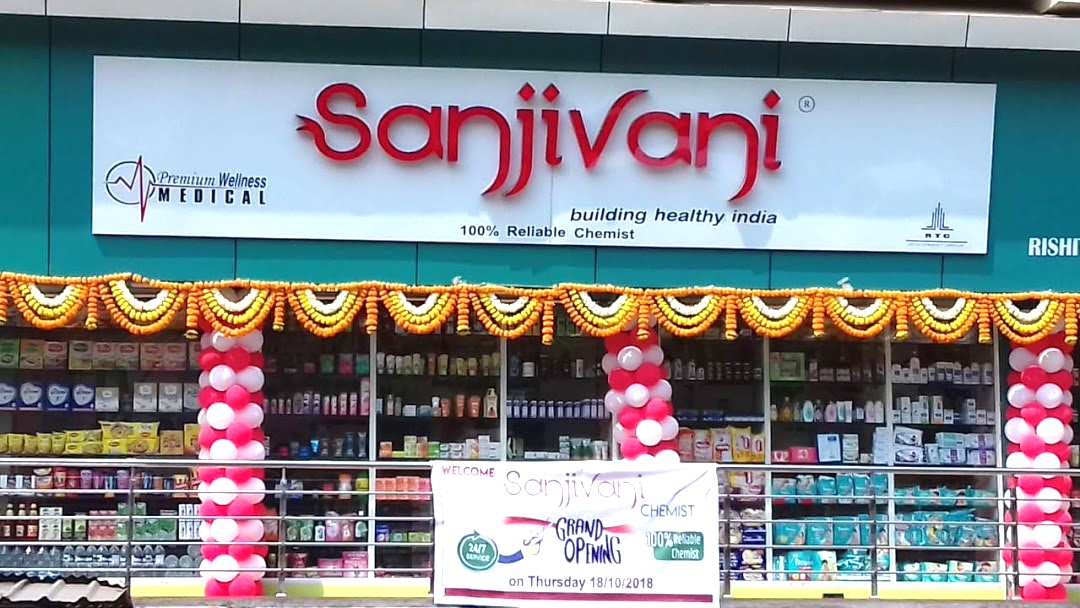 Sanjivani ®
Premium Wellness
MEDICAL
building healthy india
100% Reliable Chemist
RTC
RISHI
WELCOME
Sanjivani
CHEMIST
GRAND
OPENING
24/7
SERVICE
100% Reliable
Chemist
on Thursday 18/10/2018